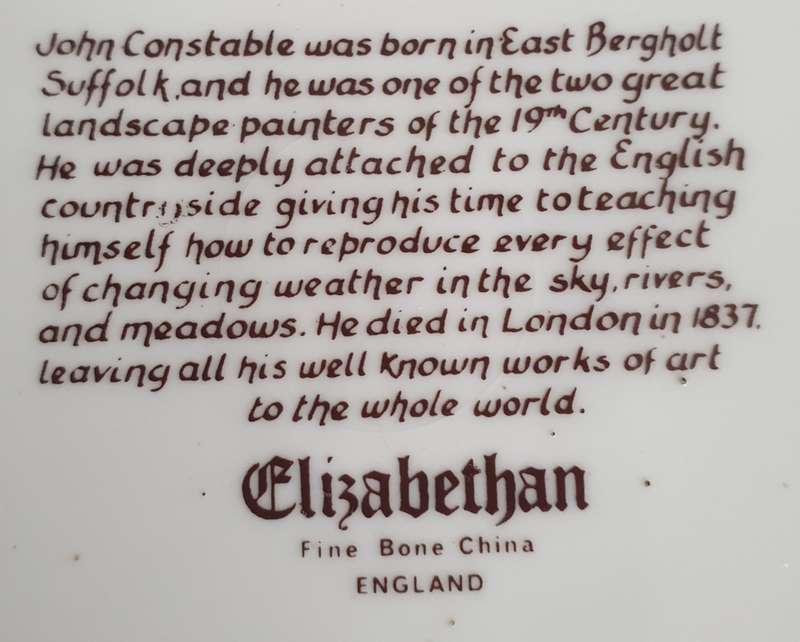 John Constable was born in East Bergholt
Suffolk, and he was one of the two great
landscape painters of the 19th Century.
He was deeply attached to the English
countryside giving his time to teaching
himself how to reproduce every effect
of changing weather in the sky, rivers,
and meadows. He died in London in 1837.
leaving all his well known works of art
to the whole world.
Elizabethan
Fine Bone China
ENGLAND